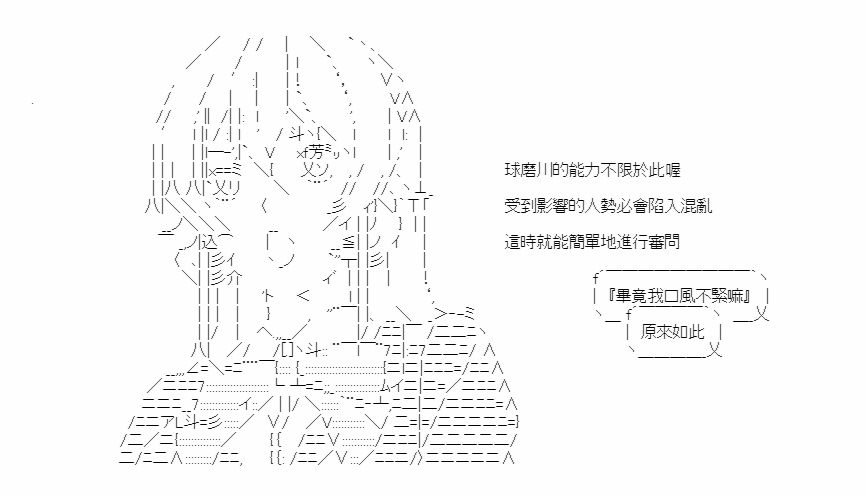 球磨川的能力不限於此喔
受到影響的人勢必會陷入混亂
這時就能簡單地進行審問
『畢竟我口風不緊嘛』
原來如此